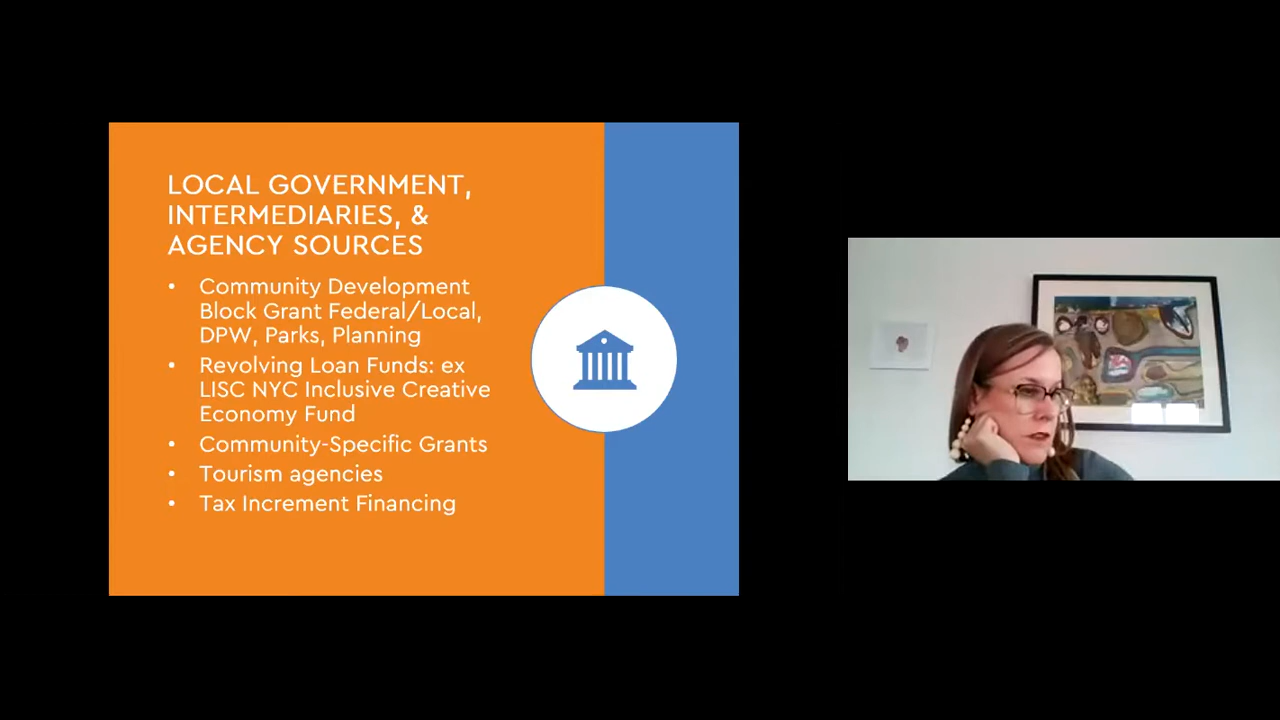 LOCAL GOVERNMENT,
INTERMEDIARIES, &
AGENCY SOURCES
• Community Development
Block Grant Federal/Local,
DPW, Parks, Planning
• Revolving Loan Funds: ex
LISC NYC Inclusive Creative
Economy Fund
• Community-Specific Grants
• Tourism agencies
• Tax Increment Financing